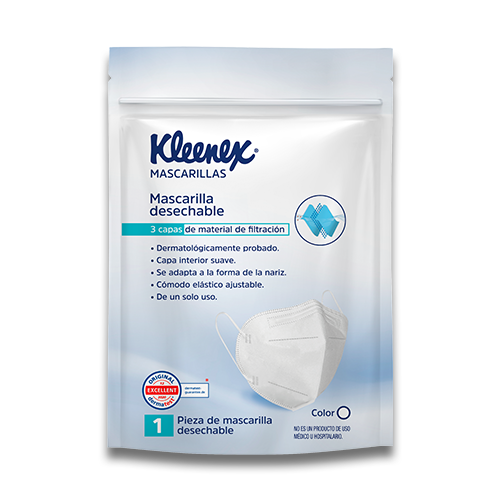 Kleenex®
MASCARILLAS
Mascarilla
desechable
3 capas de material de filtración
• Dermatológicamente probado.
• Capa interior suave.
• Se adapta a la forma de la nariz.
• Cómodo elástico ajustable.
• De un solo uso.
ORIGINAL
EXCELLENT
dermatest®
1 Pieza de mascarilla
desechable
Color
NO ES UN PRODUCTO DE USO
MÉDICO U HOSPITALARIO.